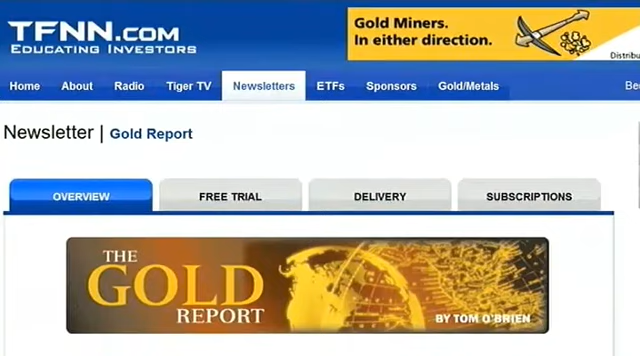 TFNN.COM
EDUCATING INVESTORS
Gold Miners.
In either direction.
Home About Radio Tiger TV Newsletters ETFs Sponsors Gold/Metals
Newsletter | Gold Report
OVERVIEW FREE TRIAL DELIVERY SUBSCRIPTIONS
THE
GOLD
REPORT
BY TOM O'BRIEN